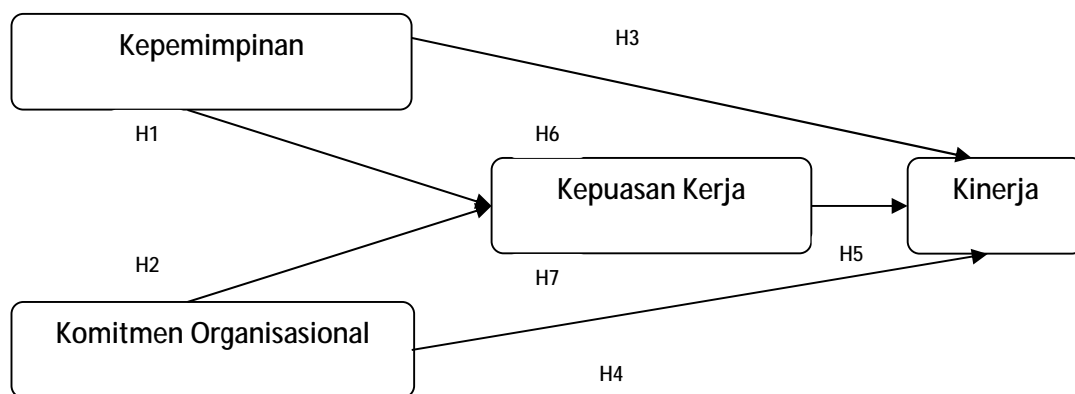 Kepemimpinan
H3
H1
H6
Kepuasan Kerja
Kinerja
H2
H7
H5
Komitmen Organisasional
H4